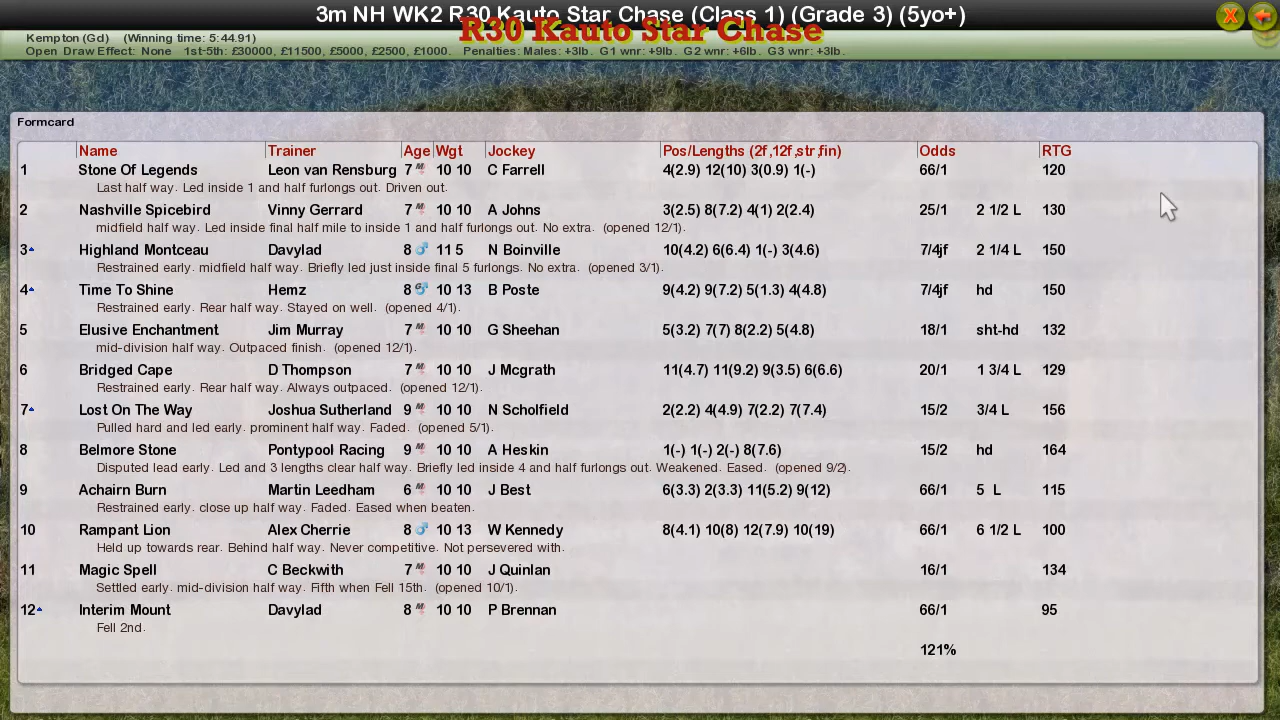 3m NH WK2 R30 Kauto Star Chase (Class 1) (Grade 3) (5yo+)
R30 Kauto Star Chase
Kempton (Gd) (Winning time: 5:44.91)
Open Draw Effect: None 1st-5th: £30000, £11500, £5000, £2500, £1000. Penalties: Males: +3lb. G1 wnr: +9lb. G2 wnr: +6lb. G3 wnr: +3lb.
Formcard
Name Trainer Age Wgt Jockey Pos/Lengths (2f,12f,str,fin) Odds RTG
1 Stone Of Legends Leon van Rensburg 7 M 10 10 C Farrell 4(2.9) 12(10) 3(0.9) 1(-) 66/1 120
Last half way. Led inside 1 and half furlongs out. Driven out.
2 Nashville Spicebird Vinny Gerrard 7 M 10 10 A Johns 3(2.5) 8(7.2) 4(1) 2(2.4) 25/1 2 1/2 L 130
midfield half way. Led inside final half mile to inside 1 and half furlongs out. No extra. (opened 12/1).
3 Highland Montceau Davylad 8 11 5 N Boinville 10(4.2) 6(6.4) 1(-) 3(4.6) 7/4jf 2 1/4 L 150
Restrained early. midfield half way. Briefly led just inside final 5 furlongs. No extra. (opened 3/1).
4 Time To Shine Hemz 8 10 13 B Poste 9(4.2) 9(7.2) 5(1.3) 4(4.8) 7/4jf hd 150
Restrained early. Rear half way. Stayed on well. (opened 4/1).
5 Elusive Enchantment Jim Murray 7 M 10 10 G Sheehan 5(3.2) 7(7) 8(2.2) 5(4.8) 18/1 sht-hd 132
mid-division half way. Outpaced finish. (opened 12/1).
6 Bridged Cape D Thompson 7 M 10 10 J Mcgrath 11(4.7) 11(9.2) 9(3.5) 6(6.6) 20/1 1 3/4 L 129
Restrained early. Rear half way. Always outpaced. (opened 12/1).
7 Lost On The Way Joshua Sutherland 9 M 10 10 N Scholfield 2(2.2) 4(4.9) 7(2.2) 7(7.4) 15/2 3/4 L 156
Pulled hard and led early. prominent half way. Faded. (opened 5/1).
8 Belmore Stone Pontypool Racing 9 M 10 10 A Heskin 1(-) 1(-) 2(-) 8(7.6) 15/2 hd 164
Disputed lead early. Led and 3 lengths clear half way. Briefly led inside 4 and half furlongs out. Weakened. Eased. (opened 9/2).
9 Achairn Burn Martin Leedham 6 M 10 10 J Best 6(3.3) 2(3.3) 11(5.2) 9(12) 66/1 5 L 115
Restrained early. close up half way. Faded. Eased when beaten.
10 Rampant Lion Alex Cherrie 8 10 13 W Kennedy 8(4.1) 10(8) 12(7.9) 10(19) 66/1 6 1/2 L 100
Held up towards rear. Behind half way. Never competitive. Not persevered with.
11 Magic Spell C Beckwith 7 M 10 10 J Quinlan 16/1 134
Settled early. mid-division half way. Fifth when Fell 15th. (opened 10/1).
12 Interim Mount Davylad 8 M 10 10 P Brennan 66/1 95
Fell 2nd.
121%